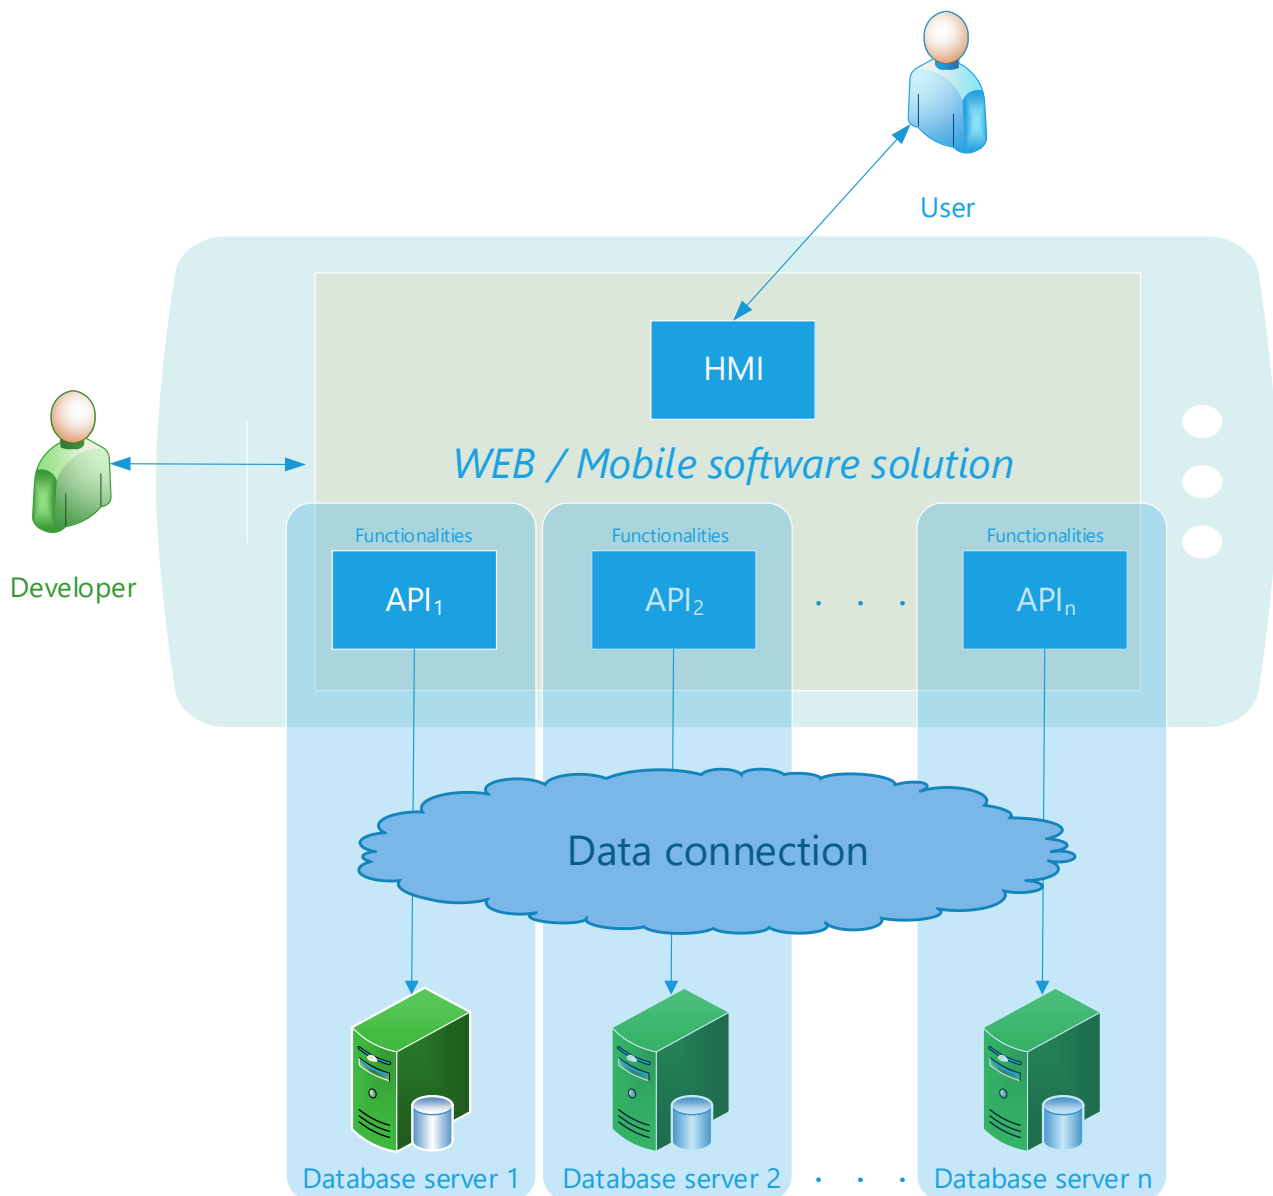 User
HMI
WEB / Mobile software solution
Developer
Functionalities Functionalities Functionalities
API₁ API₂ . . . APIₙ
Data connection
Database server 1 Database server 2 . . . Database server n